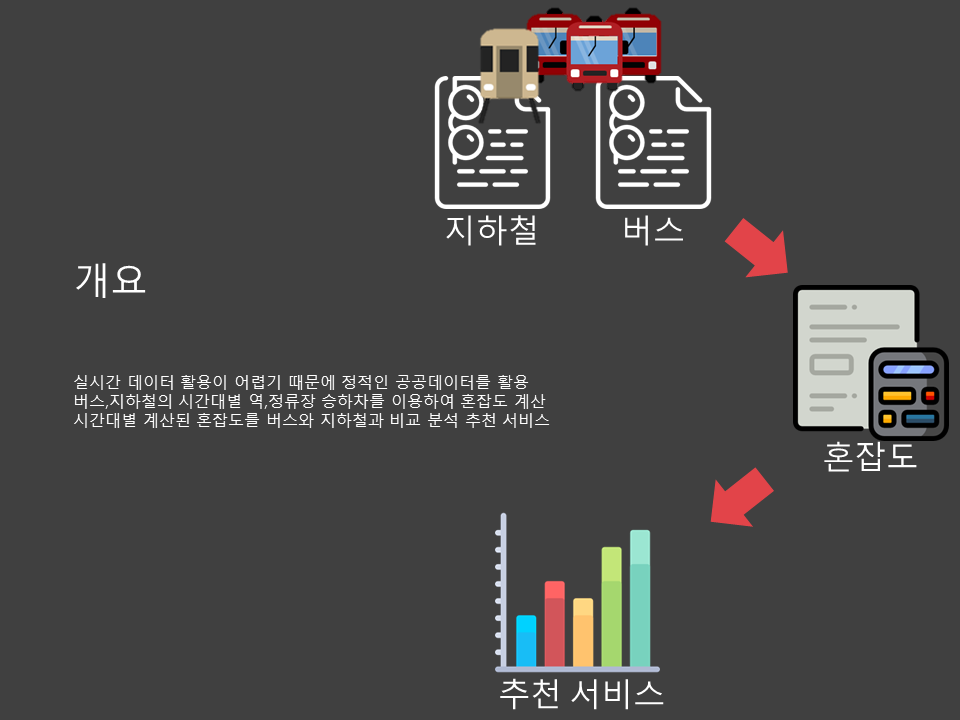 지하철
버스
개요
실시간 데이터 활용이 어렵기 때문에 정적인 공공데이터를 활용
버스,지하철의 시간대별 역,정류장 승하차를 이용하여 혼잡도 계산
시간대별 계산된 혼잡도를 버스와 지하철과 비교 분석 추천 서비스
혼잡도
추천 서비스